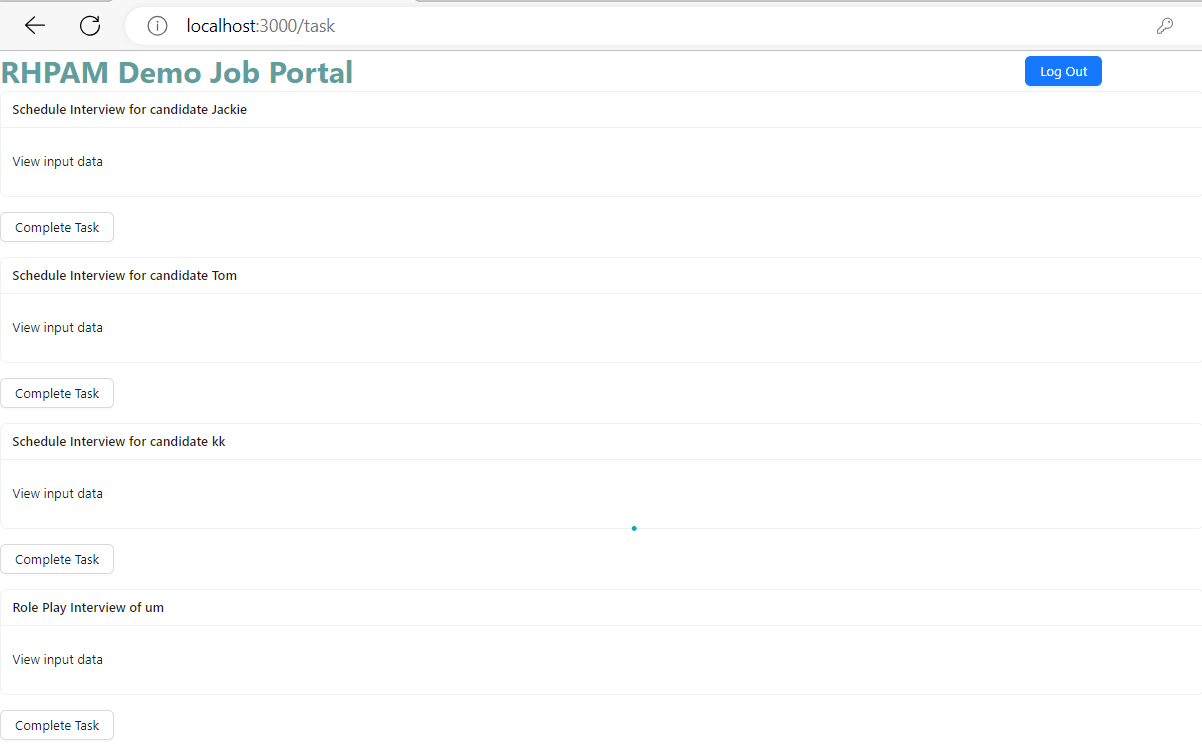 localhost:3000/task
RHPAM Demo Job Portal
Log Out
Schedule Interview for candidate Jackie
View input data
Complete Task
Schedule Interview for candidate Tom
View input data
Complete Task
Schedule Interview for candidate kk
View input data
Complete Task
Role Play Interview of um
View input data
Complete Task